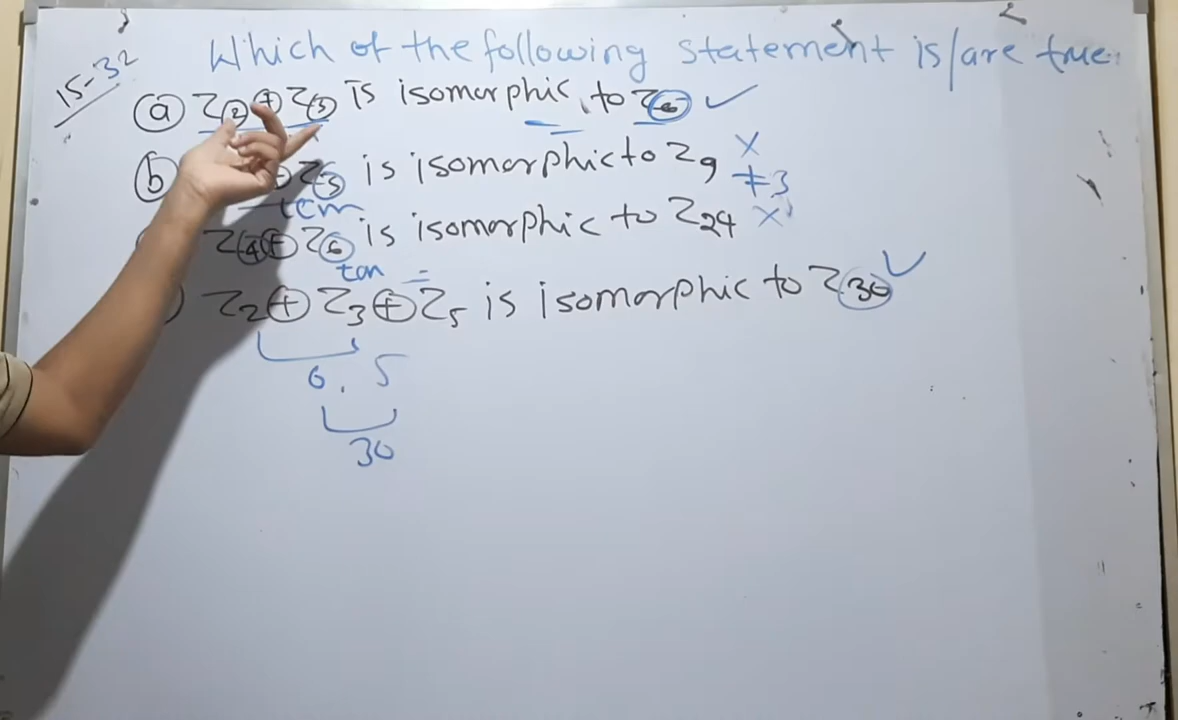 Which of the following statement is/are true.
15-32
(a) Z2 ⊕ Z3 is isomorphic to Z6 ✓
(b) Z3 is isomorphic to Z9 × ≠3
lcm
Z4 ⊕ Z6 is isomorphic to Z24 ×
lcm =
) Z2 ⊕ Z3 ⊕ Z5 is isomorphic to Z30 ✓
6, 5
30